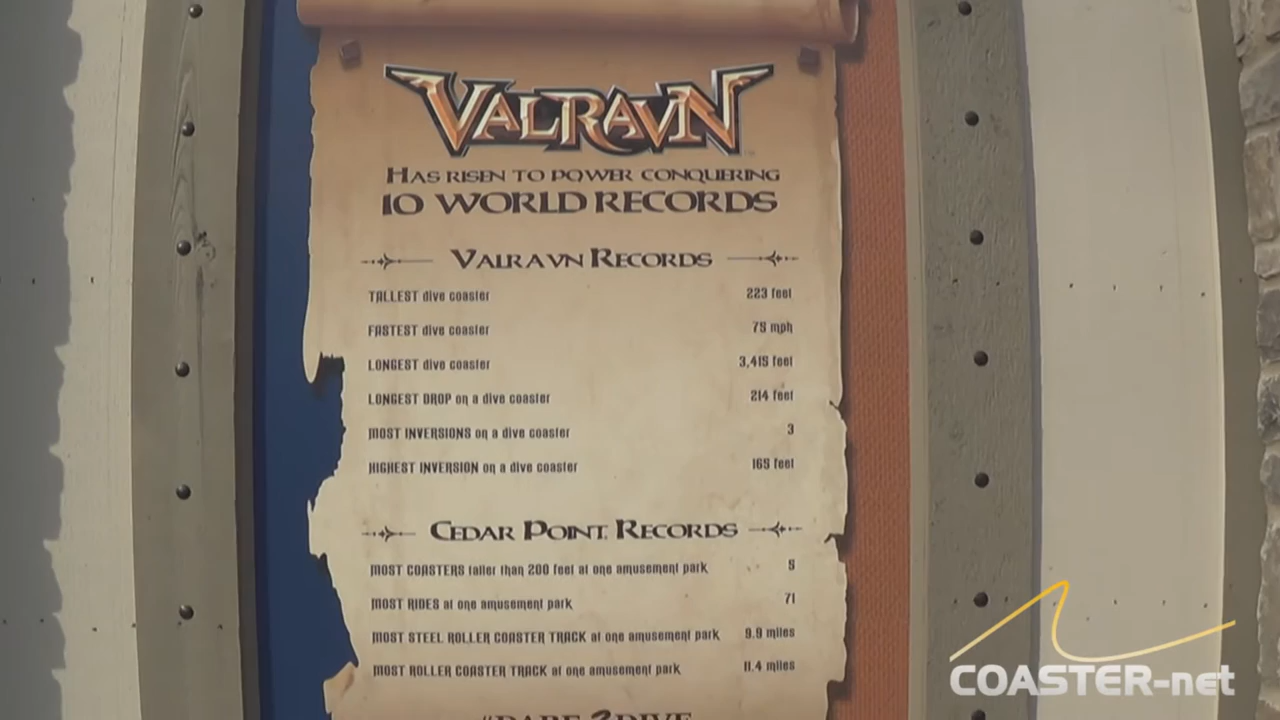 VALRAVN
HAS RISEN TO POWER CONQUERING
10 WORLD RECORDS
VALRAVN RECORDS
TALLEST dive coaster 223 feet
FASTEST dive coaster 75 mph
LONGEST dive coaster 3,415 feet
LONGEST DROP on a dive coaster 214 feet
MOST INVERSIONS on a dive coaster 3
HIGHEST INVERSION on a dive coaster 165 feet
CEDAR POINT RECORDS
MOST COASTERS taller than 200 feet at one amusement park 5
MOST RIDES at one amusement park 71
MOST STEEL ROLLER COASTER TRACK at one amusement park 9.9 miles
MOST ROLLER COASTER TRACK at one amusement park 11.4 miles
#DARE2DIVE
COASTER-net